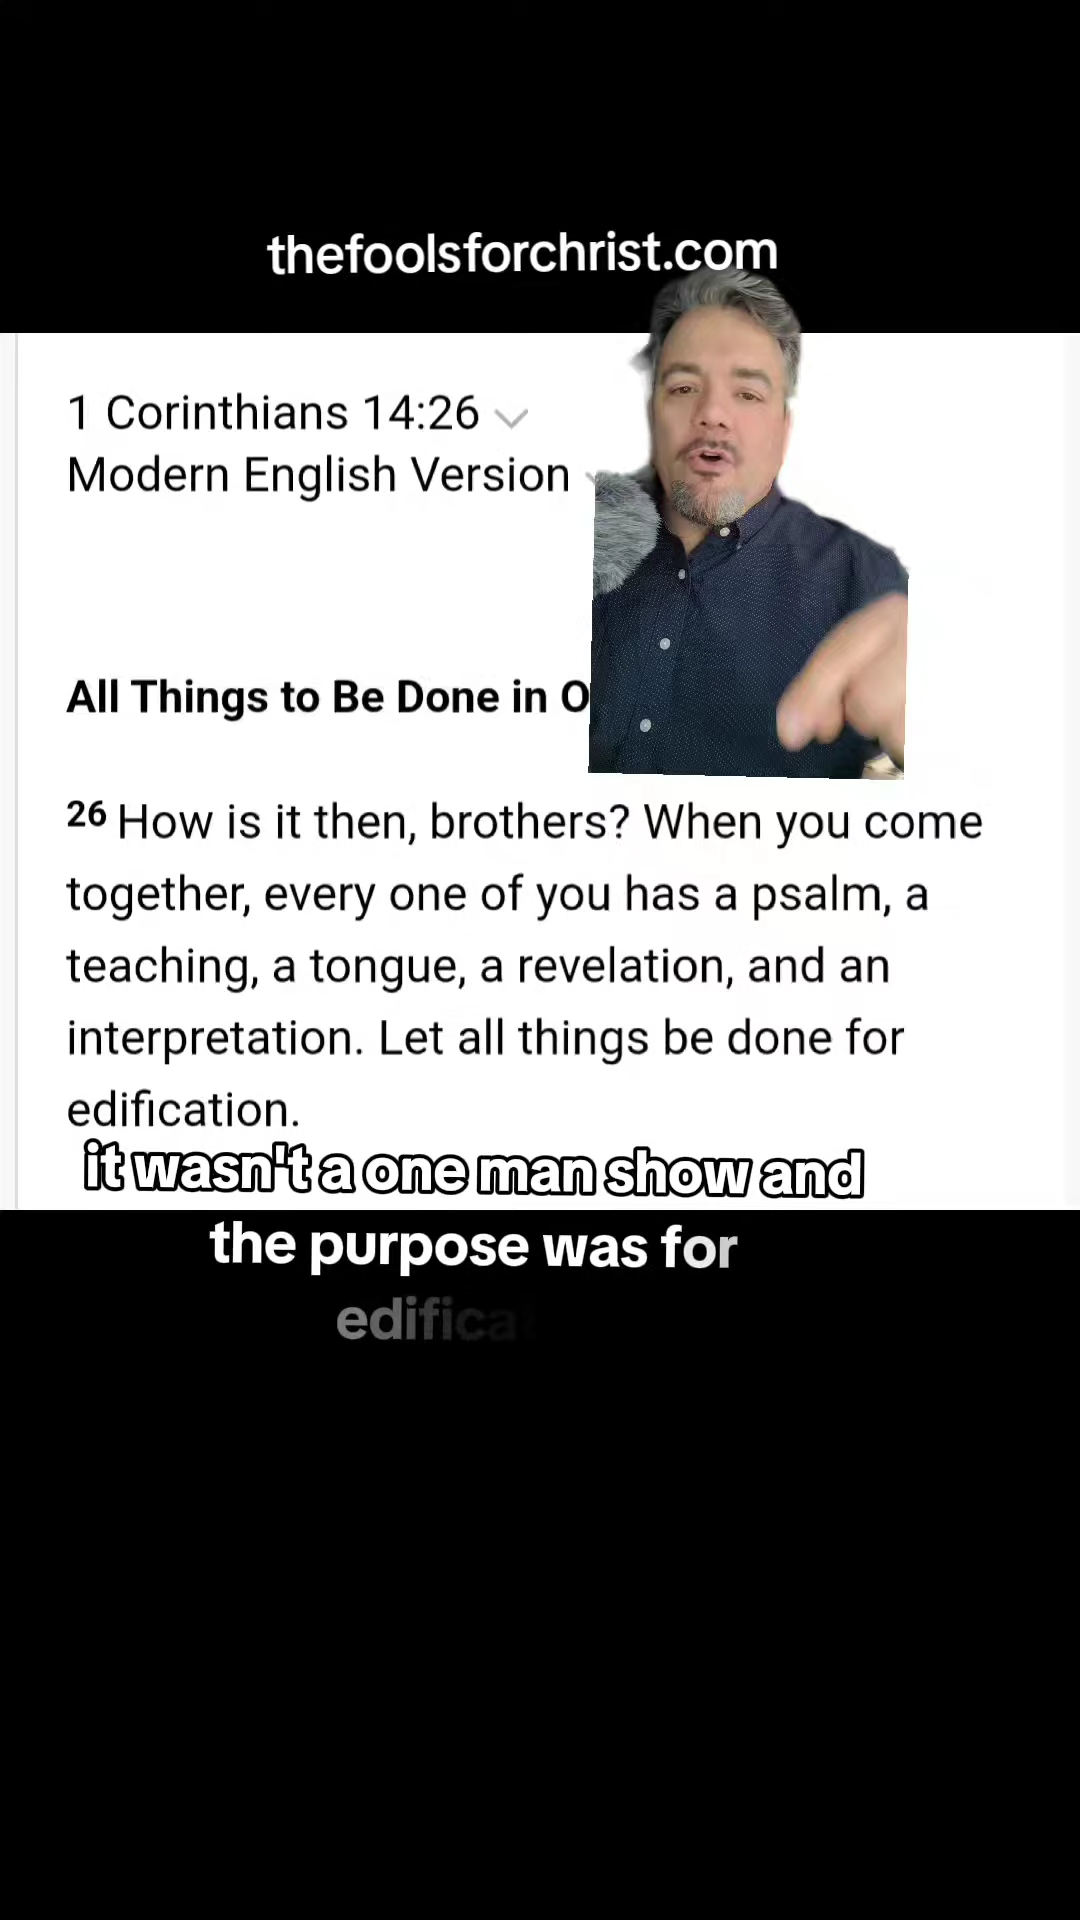 thefoolsforchrist.com
1 Corinthians 14:26
Modern English Version
All Things to Be Done in O
26 How is it then, brothers? When you come
together, every one of you has a psalm, a
teaching, a tongue, a revelation, and an
interpretation. Let all things be done for
edification.
it wasn't a one man show and
the purpose was for
edifica